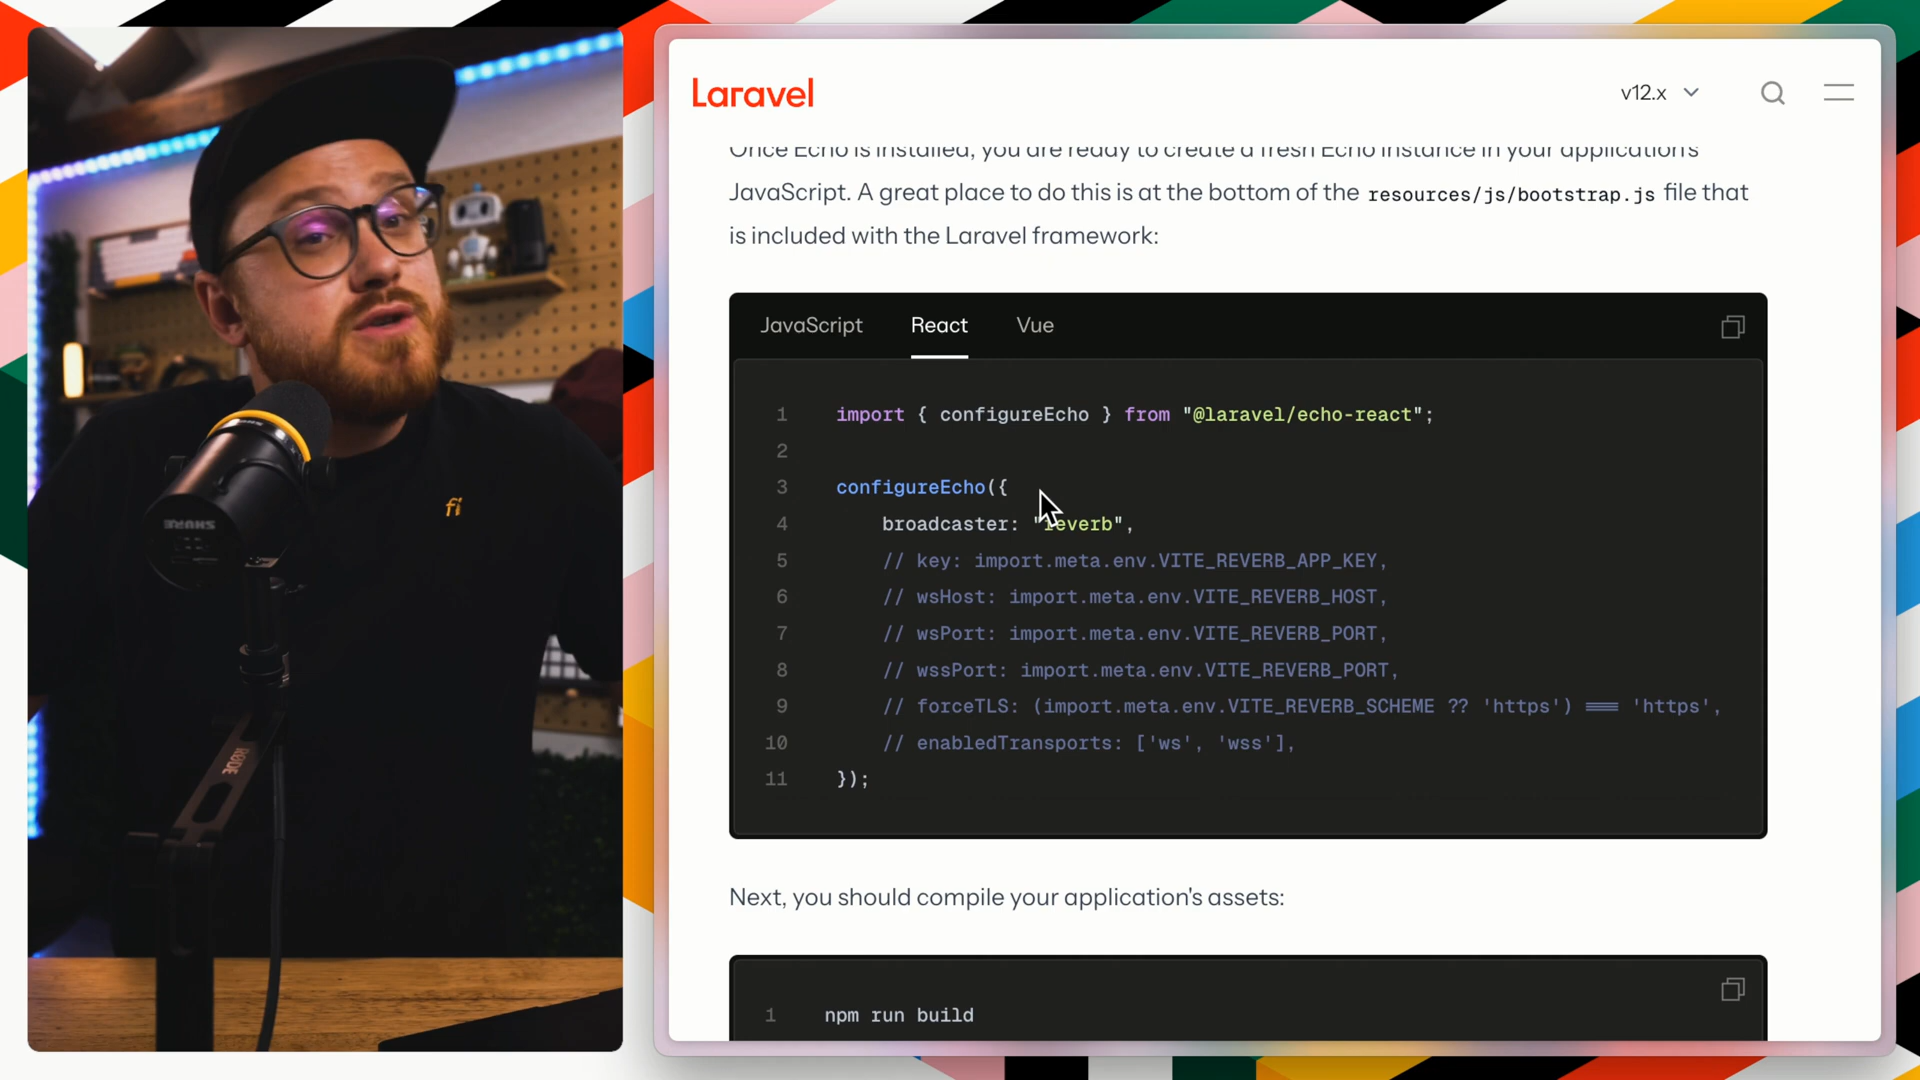 Laravel
v12.x
Once Echo is installed, you are ready to create a fresh Echo instance in your application's
JavaScript. A great place to do this is at the bottom of the resources/js/bootstrap.js file that
is included with the Laravel framework:
JavaScript React Vue
1 import { configureEcho } from "@laravel/echo-react";
2
3 configureEcho({
4 broadcaster: "reverb",
5 // key: import.meta.env.VITE_REVERB_APP_KEY,
6 // wsHost: import.meta.env.VITE_REVERB_HOST,
7 // wsPort: import.meta.env.VITE_REVERB_PORT,
8 // wssPort: import.meta.env.VITE_REVERB_PORT,
9 // forceTLS: (import.meta.env.VITE_REVERB_SCHEME ?? 'https') === 'https',
10 // enabledTransports: ['ws', 'wss'],
11 });
Next, you should compile your application's assets:
1 npm run build
fi
SHURE
RØDE